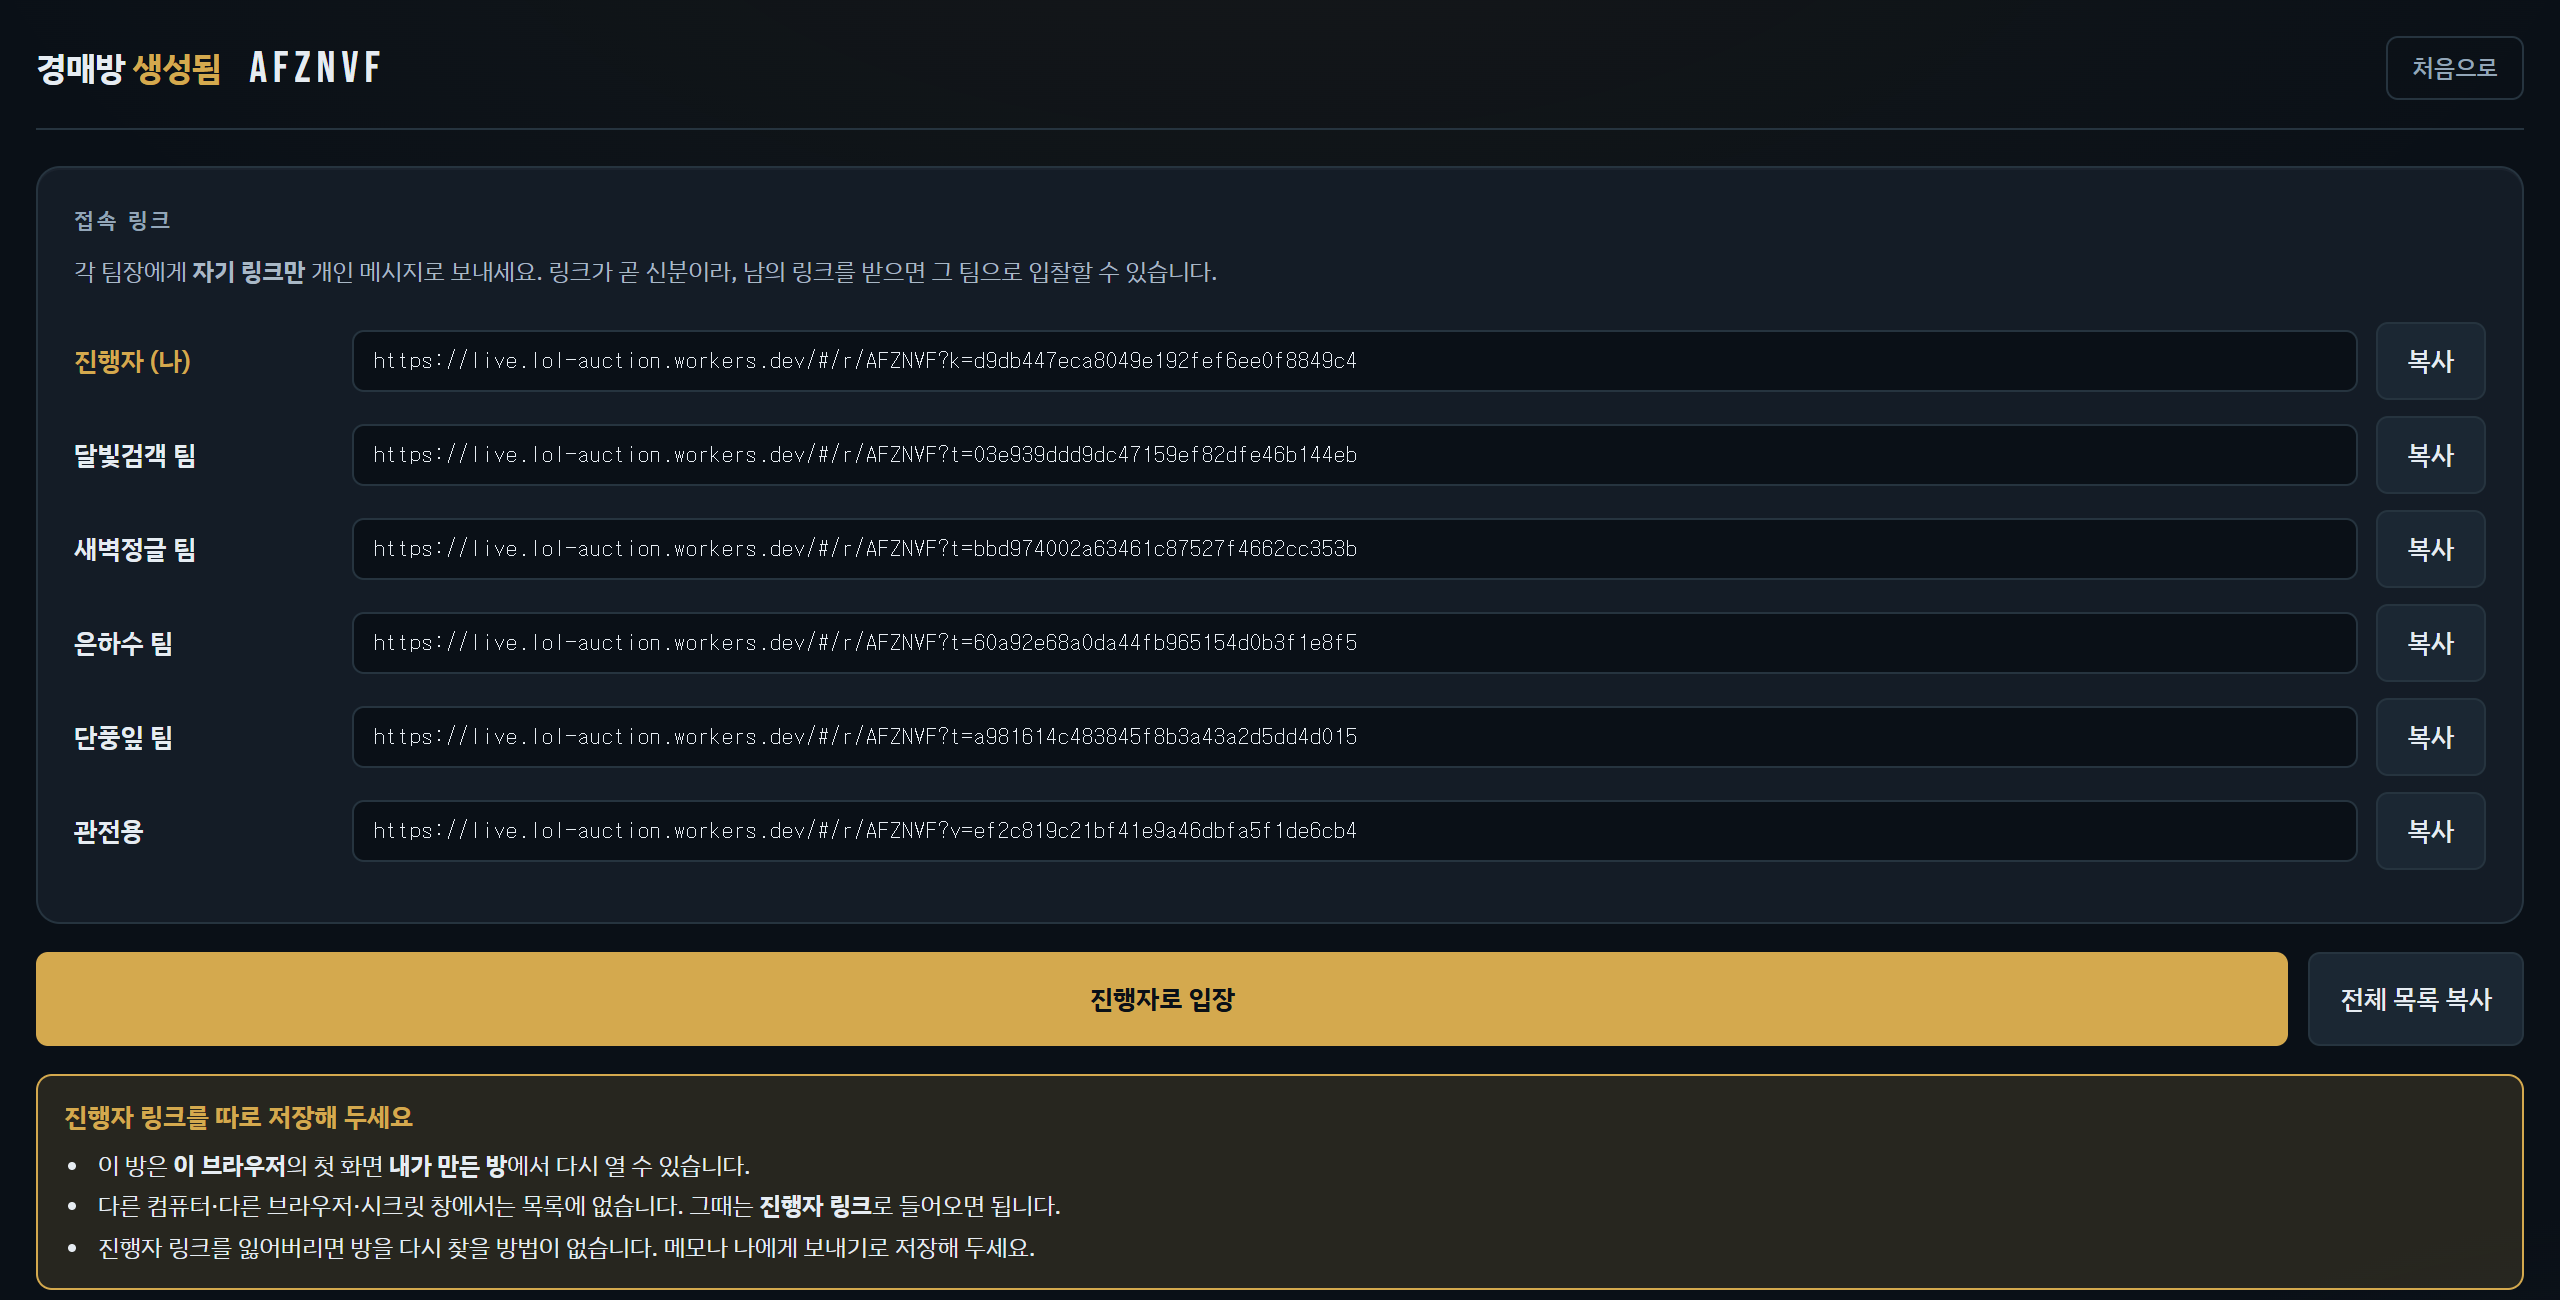 경매방 생성됨 AFZNVF
처음으로
접속 링크
각 팀장에게 자기 링크만 개인 메시지로 보내세요. 링크가 곧 신분이라, 남의 링크를 받으면 그 팀으로 입찰할 수 있습니다.
진행자 (나) https://live.lol-auction.workers.dev/#/r/AFZNVF?k=d9db447eca8049e192fef6ee0f8849c4 복사
달빛검객 팀 https://live.lol-auction.workers.dev/#/r/AFZNVF?t=03e939ddd9dc47159ef82dfe46b144eb 복사
새벽정글 팀 https://live.lol-auction.workers.dev/#/r/AFZNVF?t=bbd974002a63461c87527f4662cc353b 복사
은하수 팀 https://live.lol-auction.workers.dev/#/r/AFZNVF?t=60a92e68a0da44fb965154d0b3f1e8f5 복사
단풍잎 팀 https://live.lol-auction.workers.dev/#/r/AFZNVF?t=a981614c483845f8b3a43a2d5dd4d015 복사
관전용 https://live.lol-auction.workers.dev/#/r/AFZNVF?v=ef2c819c21bf41e9a46dbfa5f1de6cb4 복사
진행자로 입장
전체 목록 복사
진행자 링크를 따로 저장해 두세요
• 이 방은 이 브라우저의 첫 화면 내가 만든 방에서 다시 열 수 있습니다.
• 다른 컴퓨터·다른 브라우저·시크릿 창에서는 목록에 없습니다. 그때는 진행자 링크로 들어오면 됩니다.
• 진행자 링크를 잃어버리면 방을 다시 찾을 방법이 없습니다. 메모나 나에게 보내기로 저장해 두세요.